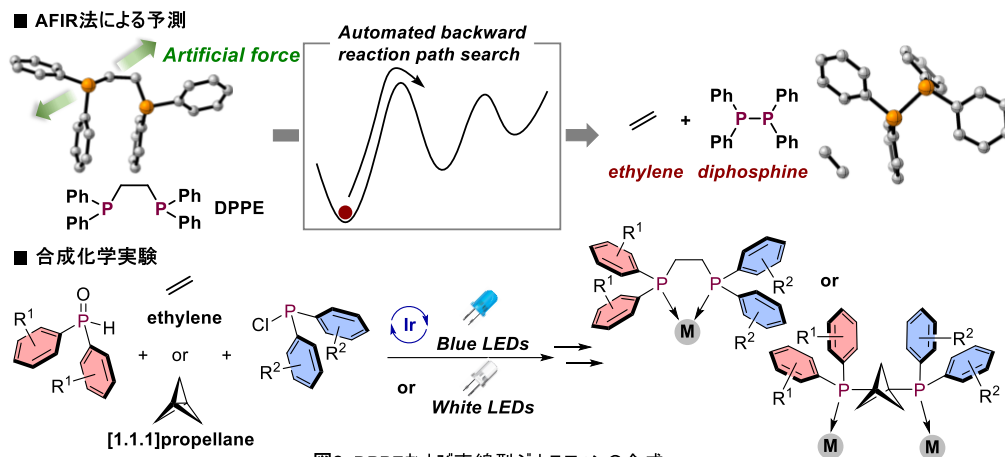 ■ AFIR法による予測
Artificial force
Automated backward
reaction path search
Ph
Ph
P
P
Ph
Ph
DPPE
+
Ph
Ph
P
P
Ph
Ph
ethylene
diphosphine
■ 合成化学実験
O
P
H
R1
R1
ethylene
+ or +
[1.1.1]propellane
Cl
P
R2
R2
Ir
Blue LEDs
or
White LEDs
R1
R1
P
P
R2
R2
M
or
R1
R1
P
P
R2
R2
M
M